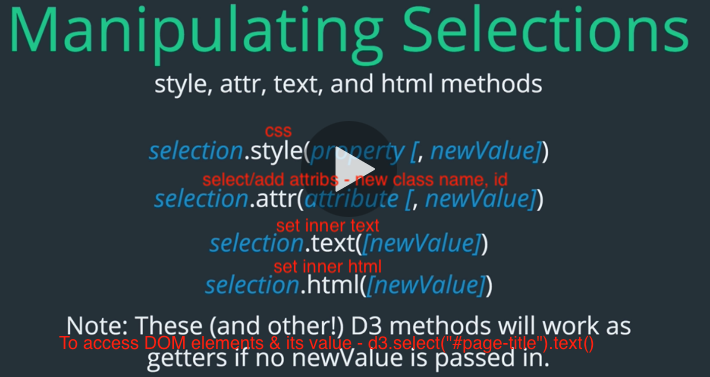 Manipulating Selections
style, attr, text, and html methods
css
selection.style(property [, newValue])
select/add attribs - new class name, id
selection.attr(attribute [, newValue])
set inner text
selection.text([newValue])
set inner html
selection.html([newValue])
Note: These (and other!) D3 methods will work as
To access DOM elements & its value - d3.select("#page-title").text()
getters if no newValue is passed in.